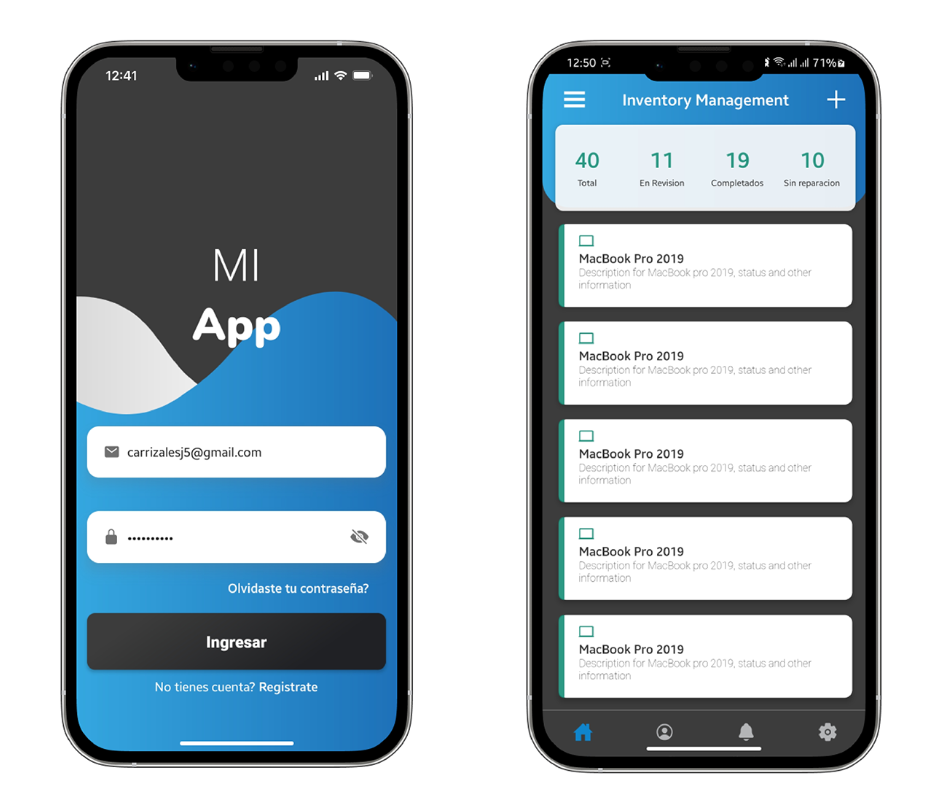 12:41
MI
App
carrizalesj5@gmail.com
••••••••••
Olvidaste tu contraseña?
Ingresar
No tienes cuenta? Registrate
12:50 71%
Inventory Management
40 11 19 10
Total En Revision Completados Sin reparacion
MacBook Pro 2019
Description for MacBook pro 2019, status and other
information
MacBook Pro 2019
Description for MacBook pro 2019, status and other
information
MacBook Pro 2019
Description for MacBook pro 2019, status and other
information
MacBook Pro 2019
Description for MacBook pro 2019, status and other
information
MacBook Pro 2019
Description for MacBook pro 2019, status and other
information